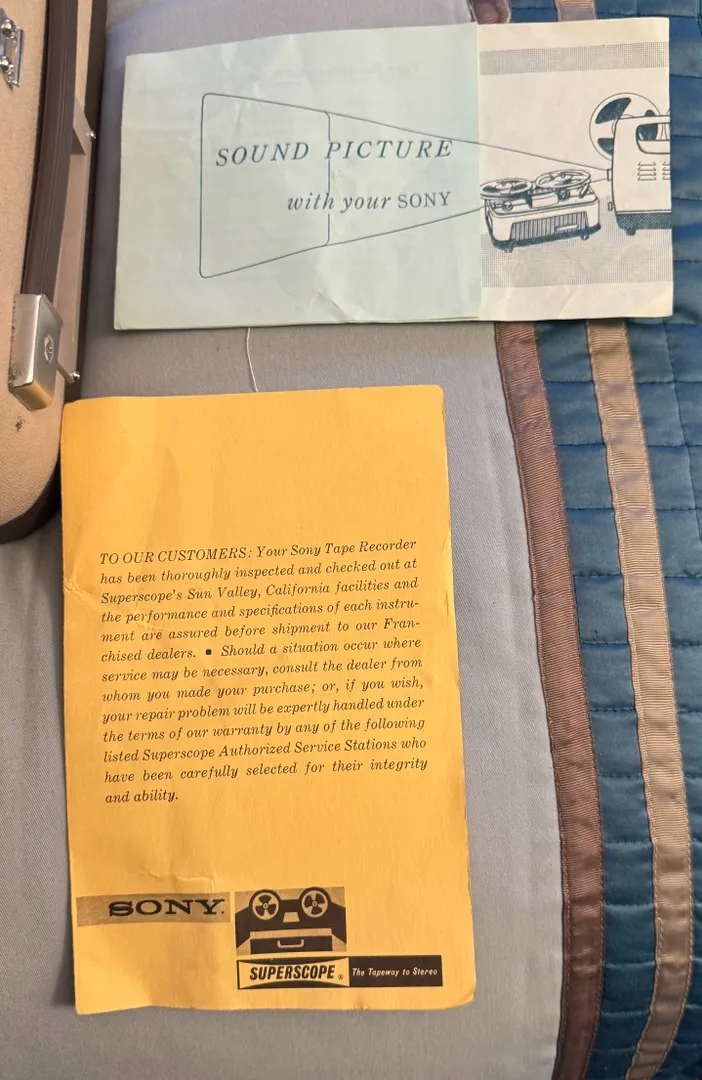 SOUND PICTURE
with your SONY
TO OUR CUSTOMERS: Your Sony Tape Recorder
has been thoroughly inspected and checked out at
Superscope's Sun Valley, California facilities and
the performance and specifications of each instru-
ment are assured before shipment to our Fran-
chised dealers. ■ Should a situation occur where
service may be necessary, consult the dealer from
whom you made your purchase; or, if you wish,
your repair problem will be expertly handled under
the terms of our warranty by any of the following
listed Superscope Authorized Service Stations who
have been carefully selected for their integrity
and ability.
SONY.
SUPERSCOPE® The Tapeway to Stereo